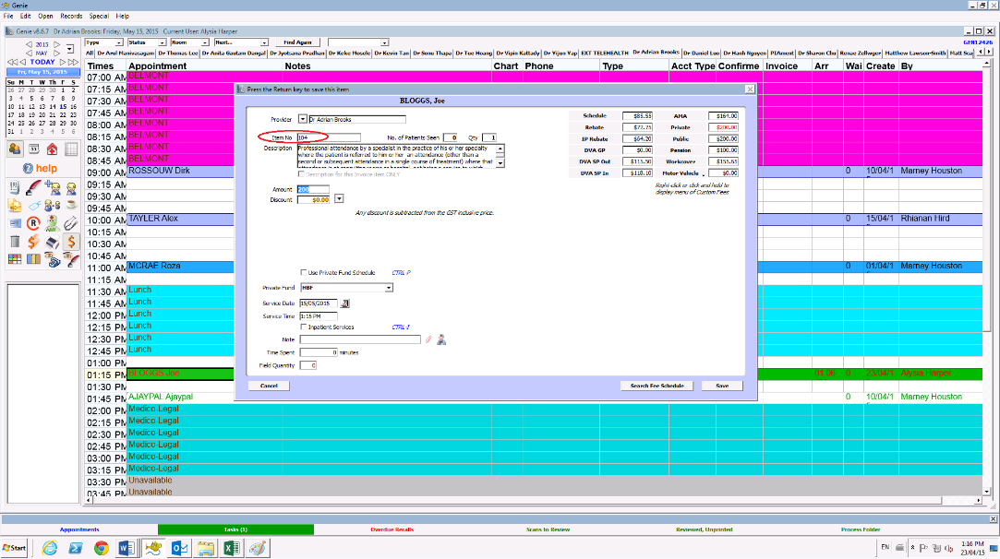 Genie
File Edit Open Records Special Help
Genie v8.6.7 Dr Adrian Brooks: Friday, May 15, 2015 Current User: Alysia Harper
2015
MAY
TODAY
Fri, May 15, 2015
Su M T W Th F S
26 27 28 29 30 1 2
3 4 5 6 7 8 9
10 11 12 13 14 15 16
17 18 19 20 21 22 23
24 25 26 27 28 29 30
31 1 2 3 4 5 6
help
Type Status Room Next... Find Again
GEN12426
All Dr Arul Manivasagam Dr Thomas Lee Dr Anita Gautam Dangal Dr Jyotsana Pradhan Dr Keke Mosele Dr Kevin Tan Dr Sonu Thapa Dr Tue Hoang Dr Vipin Kattady Dr Yijun Yap EXT TELEHEALTH Dr Adrian Brooks Dr Daniel Luo Dr Hanh Nguyen PIAment Dr Sharon Chu Renae Zellweger Matthew Lawson-Smith Matt Sca
Times Appointment Notes Chart Phone Type Acct Type Confirme Invoice Arr Wai Create By
07:00 AM BELMONT
07:15 AM BELMONT
07:30 AM BELMONT
07:45 AM BELMONT
08:00 AM BELMONT
08:15 AM BELMONT
08:30 AM BELMONT
08:45 AM BELMONT
09:00 AM ROSSOUW Dirk 0 10/04/1 Marney Houston
09:15 AM
09:30 AM
09:45 AM
10:00 AM TAYLER Alex 0 15/04/1 Rhianan Hird
10:15 AM
10:30 AM
10:45 AM
11:00 AM MCRAE Roza 0 01/04/1 Marney Houston
11:15 AM
11:30 AM Lunch
11:45 AM Lunch
12:00 PM Lunch
12:15 PM Lunch
12:30 PM Lunch
12:45 PM Lunch
01:00 PM
01:15 PM BLOGGS Joe 01:06 0 23/04/1 Alysia Harper
01:30 PM
01:45 PM AJAYPAL Ajaypal 0 10/04/1 Marney Houston
02:00 PM Medico-Legal
02:15 PM Medico-Legal
02:30 PM Medico-Legal
02:45 PM Medico-Legal
03:00 PM Medico-Legal
03:15 PM Medico-Legal
03:30 PM Unavailable
03:45 PM Unavailable
Press the Return key to save this item
BLOGGS, Joe
Provider Dr Adrian Brooks
Item No 104 No. of Patients Seen 0 Qty 1
Description Professional attendance by a specialist in the practice of his or her specialty
where the patient is referred to him or her an attendance (other than a
second or subsequent attendance in a single course of treatment) where that
Description for this Invoice item ONLY
Amount 200
Discount $0.00
Any discount is subtracted from the GST inclusive price.
Schedule $85.55 AMA $164.00
Rebate $72.75 Private $200.00
IP Rebate $64.20 Public $200.00
DVA GP $0.00 Pension $100.00
DVA SP Out $115.50 Workcover $155.65
DVA SP In $118.10 Motor Vehicle $0.00
Right-click or click and hold to
display menu of Custom Fees
Use Private Fund Schedule CTRL-P
Private Fund HBF
Service Date 15/05/2015
Service Time 1:15 PM
Inpatient Services CTRL-I
Note
Time Spent 0 minutes
Field Quantity 0
Cancel Search Fee Schedule Save
Appointments Tasks (1) Overdue Recalls Scans to Review Reviewed, Unprinted Process Folder
Start EN 1:16 PM
23/04/15